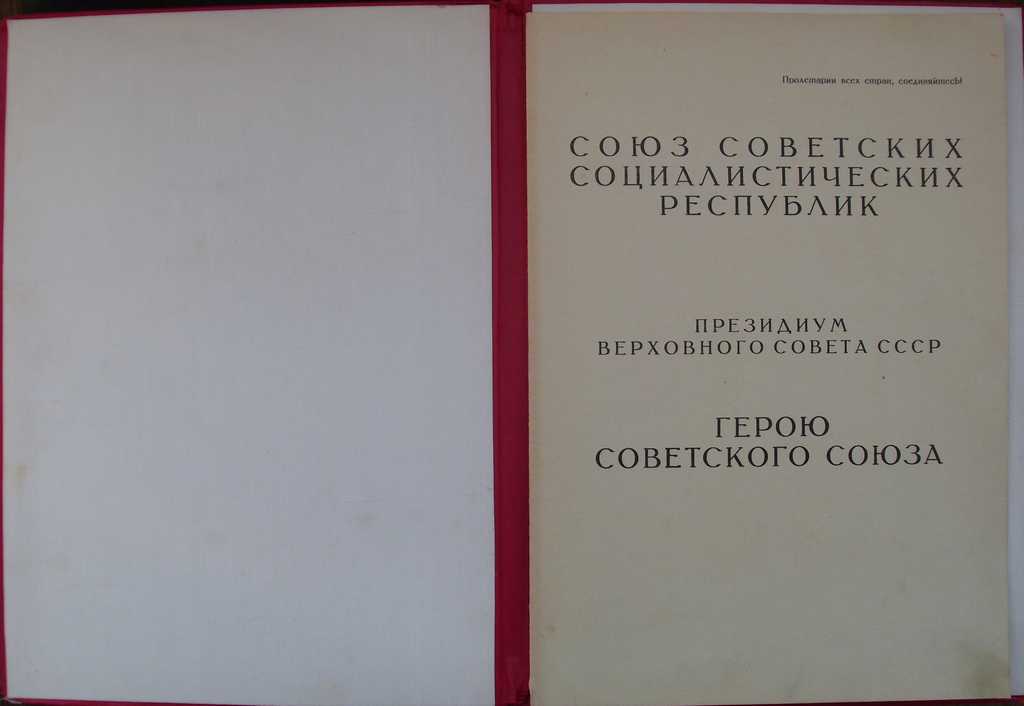 Пролетарии всех стран, соединяйтесь!
СОЮЗ СОВЕТСКИХ
СОЦИАЛИСТИЧЕСКИХ
РЕСПУБЛИК
ПРЕЗИДИУМ
ВЕРХОВНОГО СОВЕТА СССР
ГЕРОЮ
СОВЕТСКОГО СОЮЗА